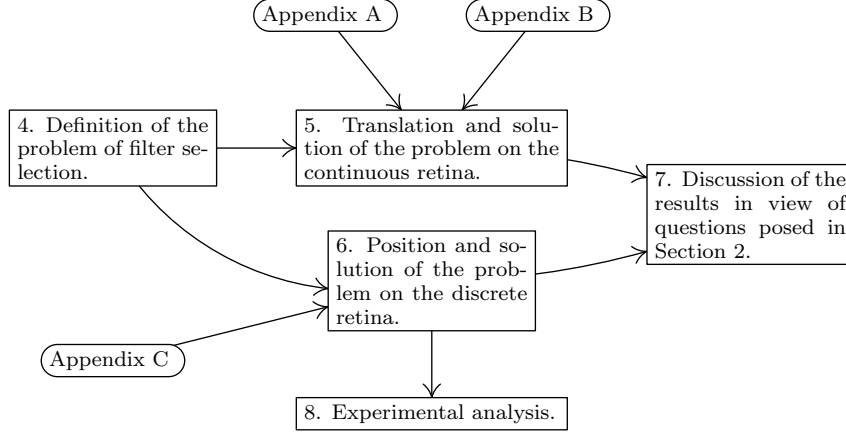 Appendix A
Appendix B
4. Definition of the
problem of filter se-
lection.
5. Translation and solu-
tion of the problem on the
continuous retina.
7. Discussion of the
results in view of
questions posed in
Section 2.
6. Position and so-
lution of the prob-
lem on the discrete
retina.
Appendix C
8. Experimental analysis.